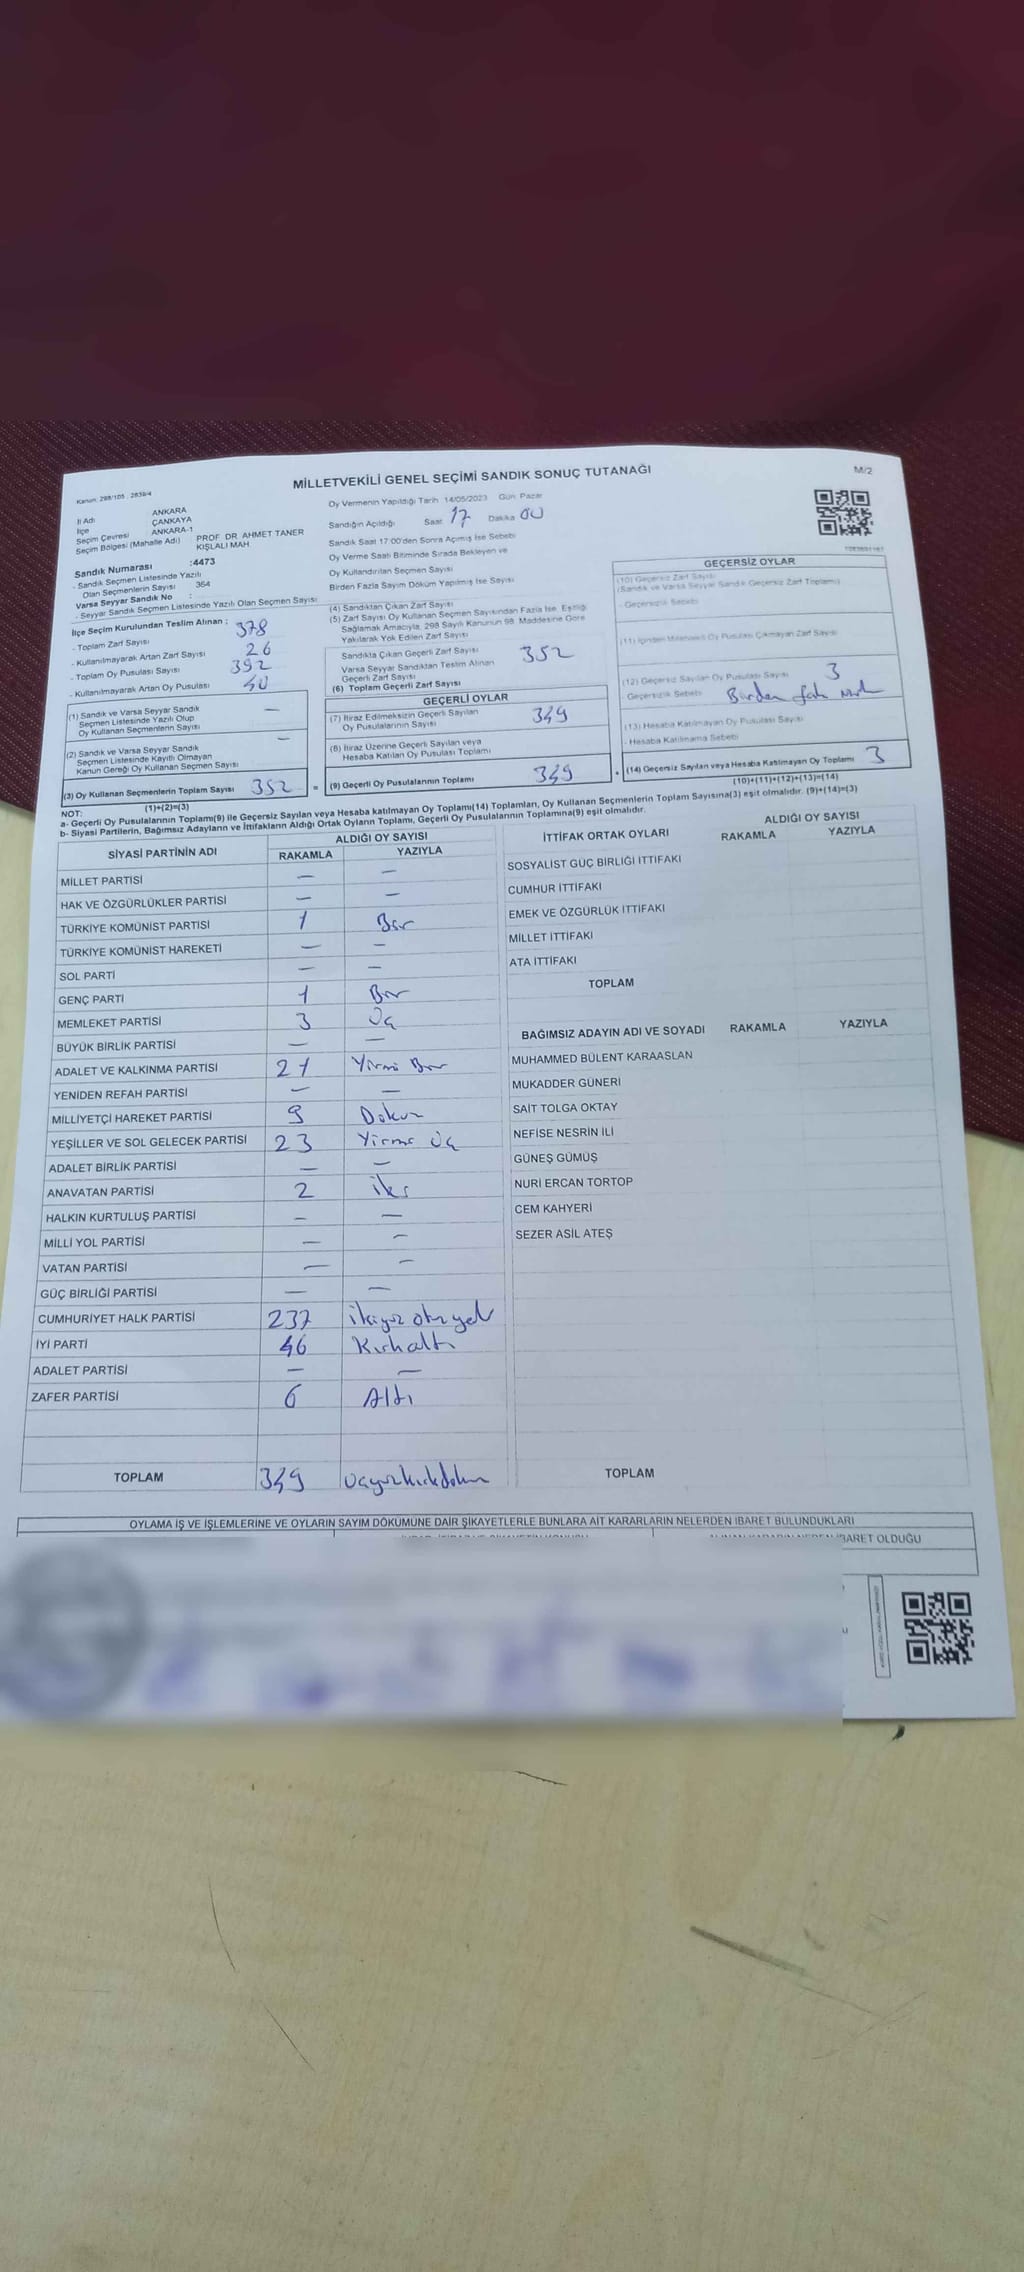 MİLLETVEKİLİ GENEL SEÇİMİ SANDIK SONUÇ TUTANAĞI
M/2
Kanun: 298/105 , 2839/4
İl Adı ANKARA
İlçe ÇANKAYA
Seçim Çevresi ANKARA-1
Seçim Bölgesi (Mahalle Adı) PROF DR AHMET TANER KIŞLALI MAH
Sandık Numarası :4473
- Sandık Seçmen Listesinde Yazılı
Olan Seçmenlerin Sayısı 364
Varsa Seyyar Sandık No :
- Seyyar Sandık Seçmen Listesinde Yazılı Olan Seçmen Sayısı
Oy Vermenin Yapıldığı Tarih 14/05/2023 Gün Pazar
Sandığın Açıldığı Saat 17 Dakika 00
Sandık Saat 17:00'den Sonra Açılmış İse Sebebi
Oy Verme Saati Bitiminde Sırada Bekleyen ve
Oy Kullandırılan Seçmen Sayısı
Birden Fazla Sayım Döküm Yapılmış İse Sayısı
İlçe Seçim Kurulundan Teslim Alınan :
- Toplam Zarf Sayısı 378
- Kullanılmayarak Artan Zarf Sayısı 26
- Toplam Oy Pusulası Sayısı 392
- Kullanılmayarak Artan Oy Pusulası 40
(4) Sandıktan Çıkan Zarf Sayısı
(5) Zarf Sayısı Oy Kullanan Seçmen Sayısından Fazla İse, Eşitliği
Sağlamak Amacıyla, 298 Sayılı Kanunun 98. Maddesine Göre
Yakılarak Yok Edilen Zarf Sayısı
Sandıkta Çıkan Geçerli Zarf Sayısı 352
Varsa Seyyar Sandıktan Teslim Alınan
Geçerli Zarf Sayısı
(6) Toplam Geçerli Zarf Sayısı
GEÇERSİZ OYLAR
(10) Geçersiz Zarf Sayısı
(Sandık ve Varsa Seyyar Sandık Geçersiz Zarf Toplamı)
- Geçersizlik Sebebi
(11) İçinden Milletvekili Oy Pusulası Çıkmayan Zarf Sayısı
(12) Geçersiz Sayılan Oy Pusulası Sayısı 3
Geçersizlik Sebebi Birden
(13) Hesaba Katılmayan Oy Pusulası Sayısı
- Hesaba Katılmama Sebebi
(14) Geçersiz Sayılan veya Hesaba Katılmayan Oy Toplamı 3
(10)+(11)+(12)+(13)=(14)
(1) Sandık ve Varsa Seyyar Sandık
Seçmen Listesinde Yazılı Olup
Oy Kullanan Seçmenlerin Sayısı —
(2) Sandık ve Varsa Seyyar Sandık
Seçmen Listesinde Kayıtlı Olmayan
Kanun Gereği Oy Kullanan Seçmen Sayısı —
(3) Oy Kullanan Seçmenlerin Toplam Sayısı 352 =
(1)+(2)=(3)
GEÇERLİ OYLAR
(7) İtiraz Edilmeksizin Geçerli Sayılan
Oy Pusulalarının Sayısı 349
(8) İtiraz Üzerine Geçerli Sayılan veya
Hesaba Katılan Oy Pusulası Toplamı
(9) Geçerli Oy Pusulalarının Toplamı 349 +
NOT:
a- Geçerli Oy Pusulaların Toplamı(9) ile Geçersiz Sayılan veya Hesaba katılmayan Oy Toplamı(14) Toplamları, Oy Kullanan Seçmenlerin Toplam Sayısına(3) eşit olmalıdır. (9)+(14)=(3)
b- Siyasi Partilerin, Bağımsız Adayların ve İttifakların Aldığı Ortak Oyların Toplamı, Geçerli Oy Pusulalarının Toplamına(9) eşit olmalıdır.
SİYASİ PARTİNİN ADI ALDIĞI OY SAYISI
RAKAMLA YAZIYLA
MİLLET PARTİSİ — —
HAK VE ÖZGÜRLÜKLER PARTİSİ — —
TÜRKİYE KOMÜNİST PARTİSİ 1 Bir
TÜRKİYE KOMÜNİST HAREKETİ — —
SOL PARTİ — —
GENÇ PARTİ 1 Bir
MEMLEKET PARTİSİ 3 Üç
BÜYÜK BİRLİK PARTİSİ — —
ADALET VE KALKINMA PARTİSİ 21 Yirmi Bir
YENİDEN REFAH PARTİSİ — —
MİLLİYETÇİ HAREKET PARTİSİ 9 Dokuz
YEŞİLLER VE SOL GELECEK PARTİSİ 23 Yirmi Üç
ADALET BİRLİK PARTİSİ — —
ANAVATAN PARTİSİ 2 iki
HALKIN KURTULUŞ PARTİSİ — —
MİLLİ YOL PARTİSİ — —
VATAN PARTİSİ — —
GÜÇ BİRLİĞİ PARTİSİ — —
CUMHURİYET HALK PARTİSİ 237 ikiyüz otuz yedi
İYİ PARTİ 46 Kırkaltı
ADALET PARTİSİ — —
ZAFER PARTİSİ 6 Altı
TOPLAM 349 üçyüzkırkdokuz
İTTİFAK ORTAK OYLARI ALDIĞI OY SAYISI
RAKAMLA YAZIYLA
SOSYALİST GÜÇ BİRLİĞİ İTTİFAKI
CUMHUR İTTİFAKI
EMEK VE ÖZGÜRLÜK İTTİFAKI
MİLLET İTTİFAKI
ATA İTTİFAKI
TOPLAM
BAĞIMSIZ ADAYIN ADI VE SOYADI RAKAMLA YAZIYLA
MUHAMMED BÜLENT KARAASLAN
MUKADDER GÜNERİ
SAİT TOLGA OKTAY
NEFİSE NESRİN İLİ
GÜNEŞ GÜMÜŞ
NURİ ERCAN TORTOP
CEM KAHYERİ
SEZER ASİL ATEŞ
TOPLAM
OYLAMA İŞ VE İŞLEMLERİNE VE OYLARIN SAYIM DÖKÜMÜNE DAİR ŞİKAYETLERLE BUNLARA AİT KARARLARIN NELERDEN İBARET BULUNDUKLARI
İBARET OLDUĞU